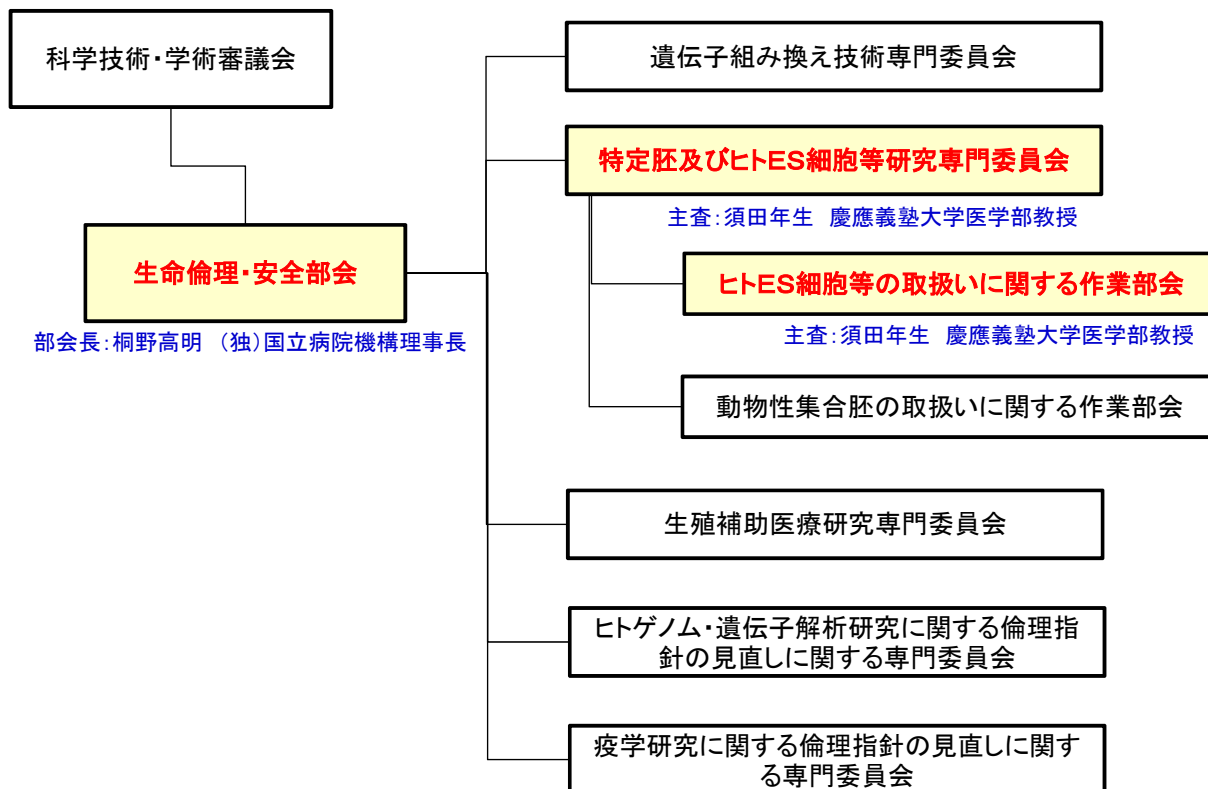 科学技術・学術審議会
生命倫理・安全部会
部会長：桐野高明　（独）国立病院機構理事長
遺伝子組み換え技術専門委員会
特定胚及びヒトES細胞等研究専門委員会
主査：須田年生　慶應義塾大学医学部教授
ヒトES細胞等の取扱いに関する作業部会
主査：須田年生　慶應義塾大学医学部教授
動物性集合胚の取扱いに関する作業部会
生殖補助医療研究専門委員会
ヒトゲノム・遺伝子解析研究に関する倫理指
針の見直しに関する専門委員会
疫学研究に関する倫理指針の見直しに関す
る専門委員会